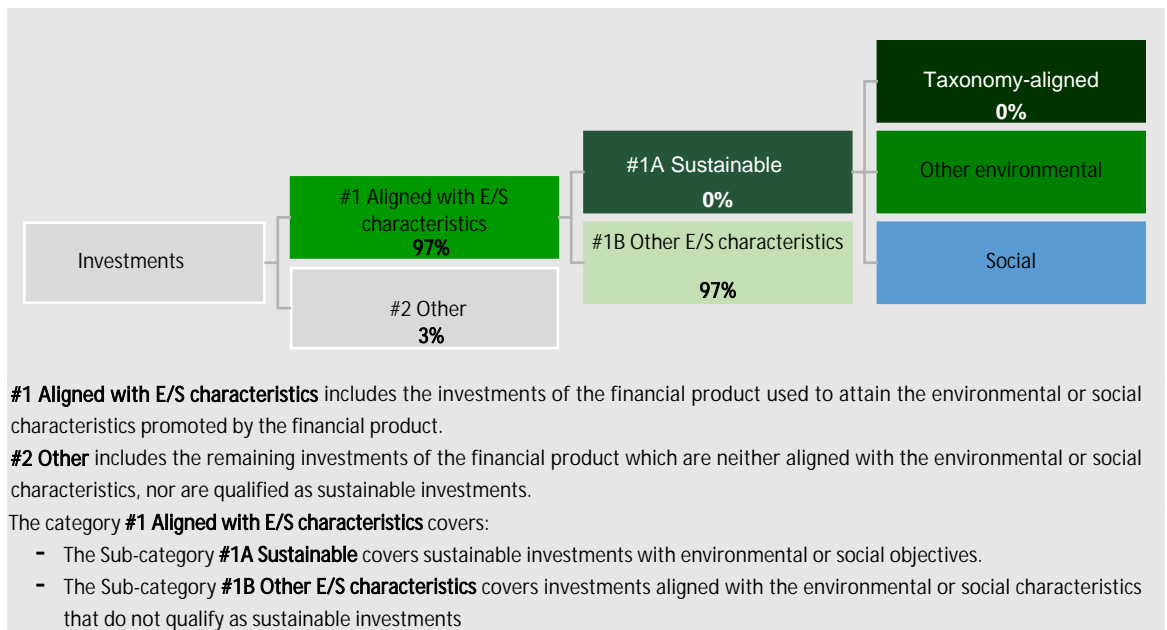 Taxonomy-aligned
0%
#1A Sustainable
0%
Other environmental
#1 Aligned with E/S
characteristics
97%
#1B Other E/S characteristics
97%
Investments
Social
#2 Other
3%
#1 Aligned with E/S characteristics includes the investments of the financial product used to attain the environmental or social
characteristics promoted by the financial product.
#2 Other includes the remaining investments of the financial product which are neither aligned with the environmental or social
characteristics, nor are qualified as sustainable investments.
The category #1 Aligned with E/S characteristics covers:
- The Sub-category #1A Sustainable covers sustainable investments with environmental or social objectives.
- The Sub-category #1B Other E/S characteristics covers investments aligned with the environmental or social characteristics
that do not qualify as sustainable investments